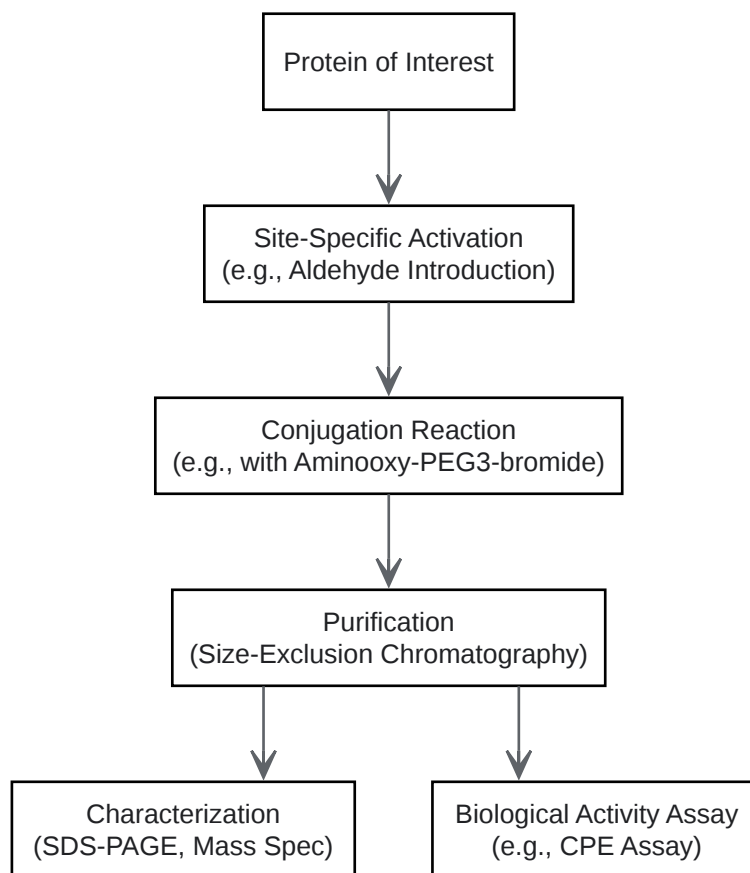 Protein of Interest
Site-Specific Activation
(e.g., Aldehyde Introduction)
Conjugation Reaction
(e.g., with Aminooxy-PEG3-bromide)
Purification
(Size-Exclusion Chromatography)
Characterization
(SDS-PAGE, Mass Spec)
Biological Activity Assay
(e.g., CPE Assay)